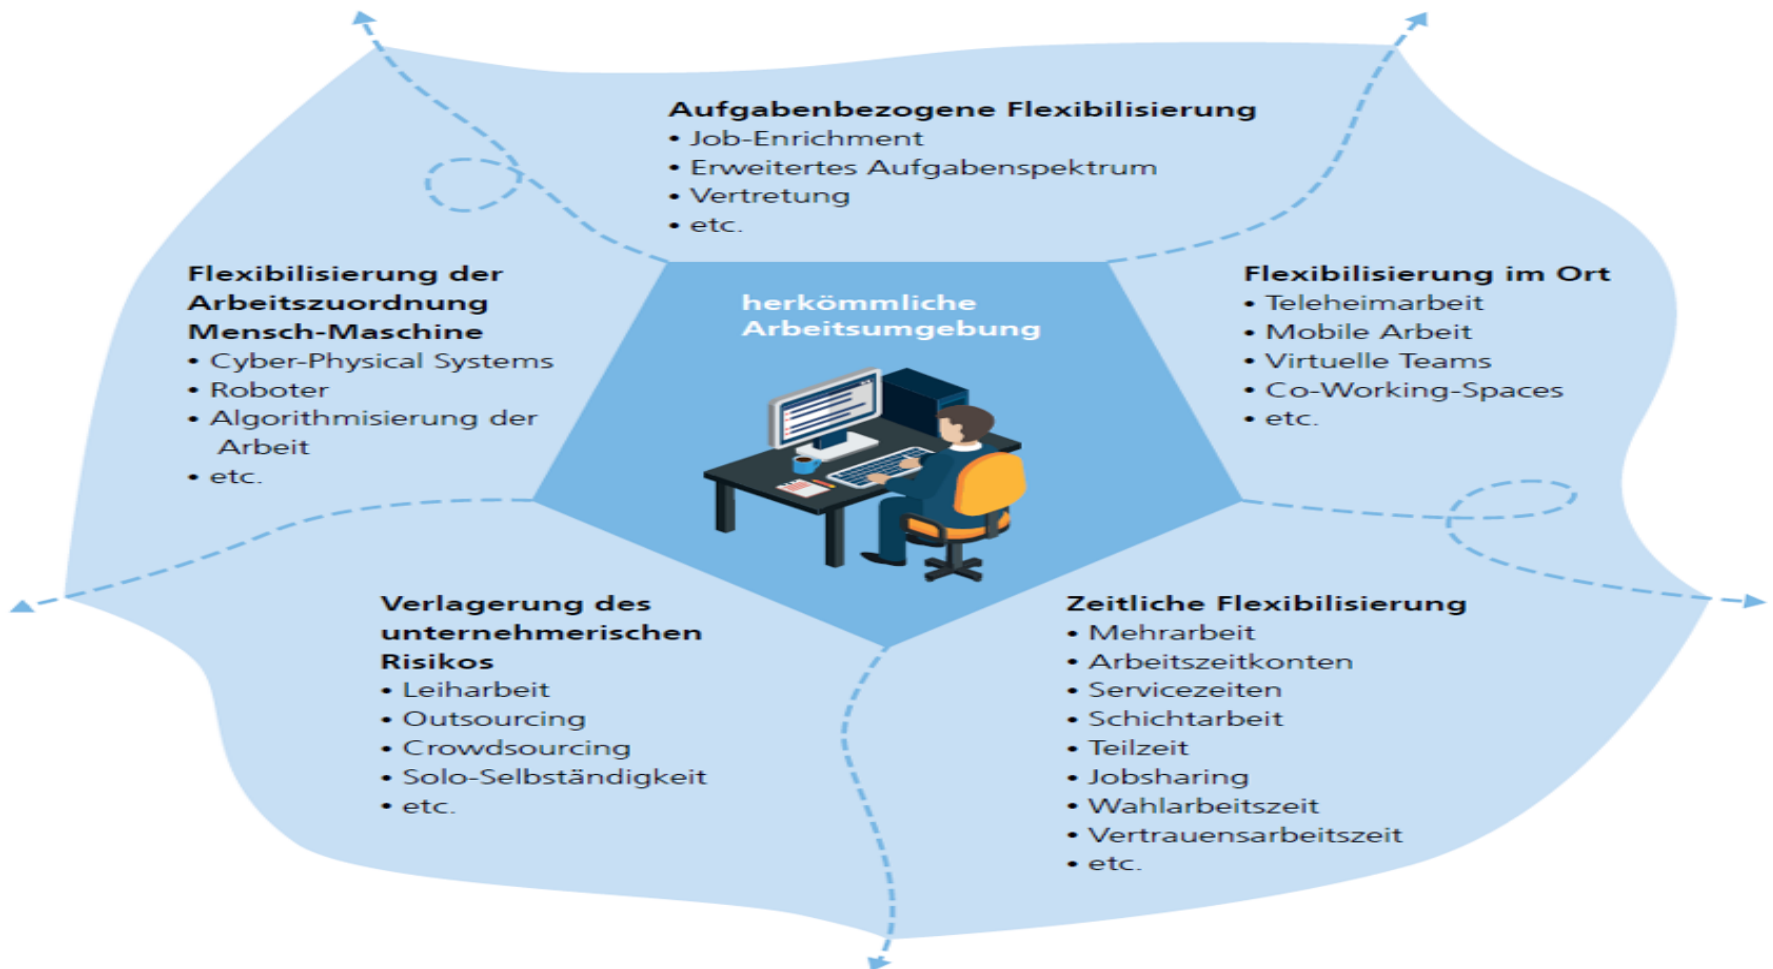 Aufgabenbezogene Flexibilisierung
• Job-Enrichment
• Erweitertes Aufgabenspektrum
• Vertretung
• etc.
Flexibilisierung der
Arbeitszuordnung
Mensch-Maschine
• Cyber-Physical Systems
• Roboter
• Algorithmisierung der
Arbeit
• etc.
herkömmliche
Arbeitsumgebung
Flexibilisierung im Ort
• Teleheimarbeit
• Mobile Arbeit
• Virtuelle Teams
• Co-Working-Spaces
• etc.
Verlagerung des
unternehmerischen
Risikos
• Leiharbeit
• Outsourcing
• Crowdsourcing
• Solo-Selbständigkeit
• etc.
Zeitliche Flexibilisierung
• Mehrarbeit
• Arbeitszeitkonten
• Servicezeiten
• Schichtarbeit
• Teilzeit
• Jobsharing
• Wahlarbeitszeit
• Vertrauensarbeitszeit
• etc.